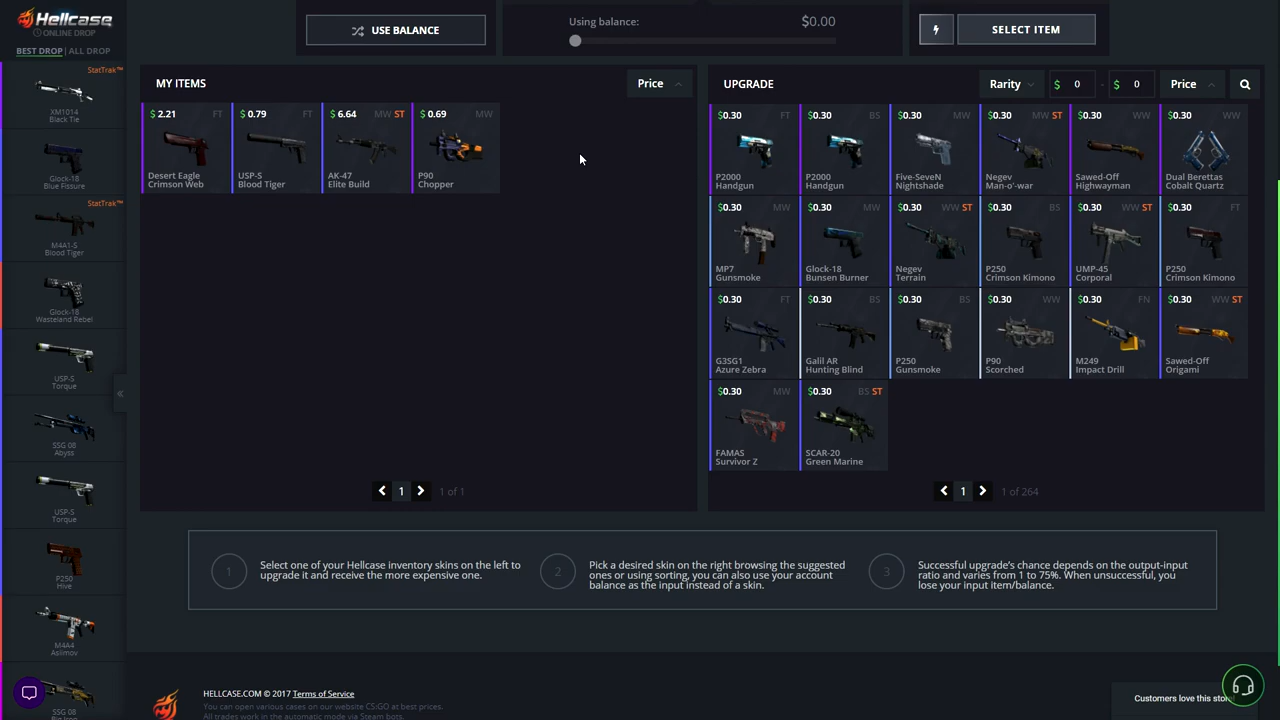 Hellcase
ONLINE DROP
BEST DROP | ALL DROP
StatTrak™
XM1014
Black Tie
Glock-18
Blue Fissure
StatTrak™
M4A1-S
Blood Tiger
Glock-18
Wasteland Rebel
USP-S
Torque
SSG 08
Abyss
USP-S
Torque
P250
Hive
M4A4
Asiimov
SSG 08
USE BALANCE
Using balance:
$0.00
SELECT ITEM
MY ITEMS
Price
$ 2.21 FT
Desert Eagle
Crimson Web
$ 0.79 FT
USP-S
Blood Tiger
$ 6.64 MW ST
AK-47
Elite Build
$ 0.69 MW
P90
Chopper
1
1 of 1
UPGRADE
Rarity
$ 0 - $ 0
Price
$0.30 FT
P2000
Handgun
$0.30 BS
P2000
Handgun
$0.30 MW
Five-SeveN
Nightshade
$0.30 MW ST
Negev
Man-o'-war
$0.30 WW
Sawed-Off
Highwayman
$0.30 WW
Dual Berettas
Cobalt Quartz
$0.30 MW
MP7
Gunsmoke
$0.30 MW
Glock-18
Bunsen Burner
$0.30 WW ST
Negev
Terrain
$0.30 BS
P250
Crimson Kimono
$0.30 WW ST
UMP-45
Corporal
$0.30 FT
P250
Crimson Kimono
$0.30 FT
G3SG1
Azure Zebra
$0.30 BS
Galil AR
Hunting Blind
$0.30 BS
P250
Gunsmoke
$0.30 WW
P90
Scorched
$0.30 FN
M249
Impact Drill
$0.30 WW ST
Sawed-Off
Origami
$0.30 MW
FAMAS
Survivor Z
$0.30 BS ST
SCAR-20
Green Marine
1
1 of 264
1
Select one of your Hellcase inventory skins on the left to
upgrade it and receive the more expensive one.
2
Pick a desired skin on the right browsing the suggested
ones or using sorting, you can also use your account
balance as the input instead of a skin.
3
Successful upgrade's chance depends on the output-input
ratio and varies from 1 to 75%. When unsuccessful, you
lose your input item/balance.
HELLCASE.COM © 2017 Terms of Service
You can open various cases on our website CS:GO at best prices.
All trades work in the automatic mode via Steam bots.
Customers love this store